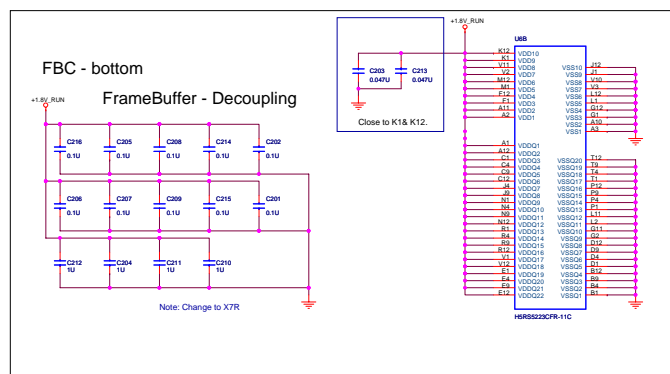 FBC - bottom
FrameBuffer - Decoupling
+1.8V_RUN
C216
0.1U
C205
0.1U
C208
0.1U
C214
0.1U
C202
0.1U
C206
0.1U
C207
0.1U
C209
0.1U
C215
0.1U
C201
0.1U
C212
1U
C204
1U
C211
1U
C210
1U
Note: Change to X7R
C203
0.047U
C213
0.047U
Close to K1& K12.
+1.8V_RUN
U6B
K12 VDD10
K1 VDD9
V11 VDD8
V2 VDD7
M12 VDD6
M1 VDD5
F12 VDD4
F1 VDD3
A11 VDD2
A2 VDD1
VSS10 J12
VSS9 J1
VSS8 V10
VSS7 V3
VSS6 L12
VSS5 L1
VSS4 G12
VSS3 G1
VSS2 A10
VSS1 A3
A1 VDDQ1
A12 VDDQ2
C1 VDDQ3
C4 VDDQ4
C9 VDDQ5
C12 VDDQ6
J4 VDDQ7
J9 VDDQ8
N1 VDDQ9
N4 VDDQ10
N9 VDDQ11
N12 VDDQ12
R1 VDDQ13
R4 VDDQ14
R9 VDDQ15
R12 VDDQ16
V1 VDDQ17
V12 VDDQ18
E1 VDDQ19
E4 VDDQ20
E9 VDDQ21
E12 VDDQ22
VSSQ20 T12
VSSQ19 T9
VSSQ18 T4
VSSQ17 T1
VSSQ16 P12
VSSQ15 P9
VSSQ14 P4
VSSQ13 P1
VSSQ12 L11
VSSQ11 L2
VSSQ10 G11
VSSQ9 G2
VSSQ8 D12
VSSQ7 D9
VSSQ6 D4
VSSQ5 D1
VSSQ4 B12
VSSQ3 B9
VSSQ2 B4
VSSQ1 B1
H5RS5223CFR-11C